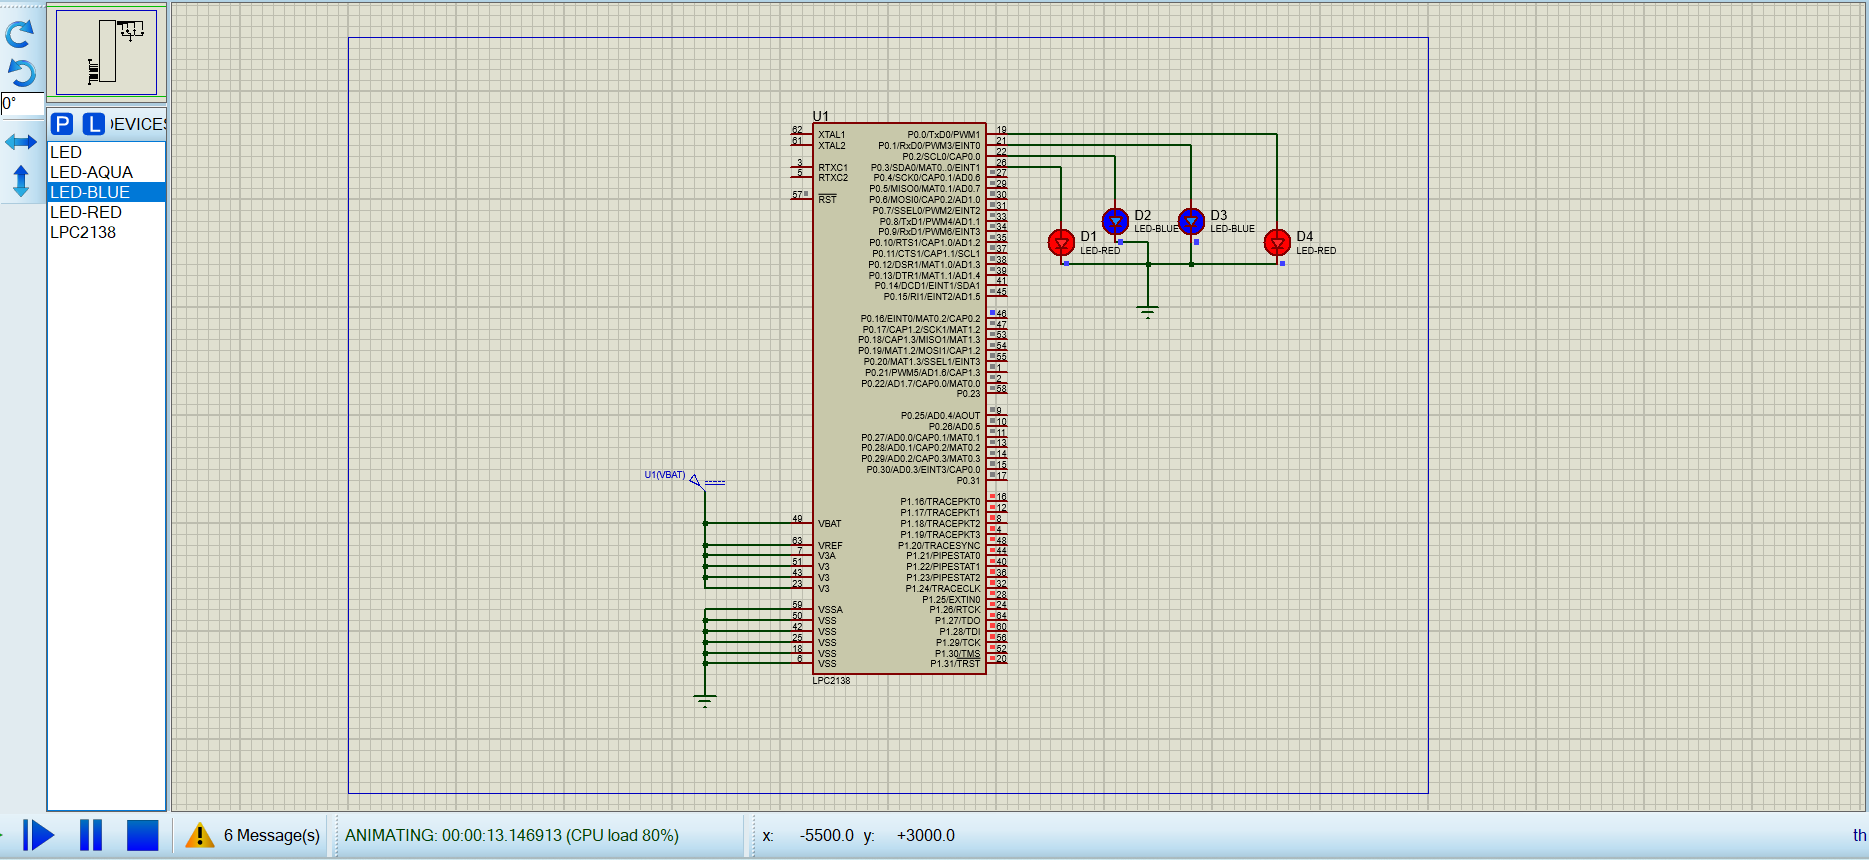 0°
P L DEVICES
LED
LED-AQUA
LED-BLUE
LED-RED
LPC2138
U1
62 XTAL1
61 XTAL2
3 RTXC1
5 RTXC2
57 RST
P0.0/TxD0/PWM1 19
P0.1/RxD0/PWM3/EINT0 21
P0.2/SCL0/CAP0.0 22
P0.3/SDA0/MAT0..0/EINT1 26
P0.4/SCK0/CAP0.1/AD0.6 27
P0.5/MISO0/MAT0.1/AD0.7 29
P0.6/MOSI0/CAP0.2/AD1.0 30
P0.7/SSEL0/PWM2/EINT2 31
P0.8/TxD1/PWM4/AD1.1 33
P0.9/RxD1/PWM6/EINT3 34
P0.10/RTS1/CAP1.0/AD1.2 35
P0.11/CTS1/CAP1.1/SCL1 37
P0.12/DSR1/MAT1.0/AD1.3 38
P0.13/DTR1/MAT1.1/AD1.4 39
P0.14/DCD1/EINT1/SDA1 41
P0.15/RI1/EINT2/AD1.5 45
P0.16/EINT0/MAT0.2/CAP0.2 46
P0.17/CAP1.2/SCK1/MAT1.2 47
P0.18/CAP1.3/MISO1/MAT1.3 53
P0.19/MAT1.2/MOSI1/CAP1.2 54
P0.20/MAT1.3/SSEL1/EINT3 55
P0.21/PWM5/AD1.6/CAP1.3 1
P0.22/AD1.7/CAP0.0/MAT0.0 2
P0.23 58
P0.25/AD0.4/AOUT 9
P0.26/AD0.5 10
P0.27/AD0.0/CAP0.1/MAT0.1 11
P0.28/AD0.1/CAP0.2/MAT0.2 13
P0.29/AD0.2/CAP0.3/MAT0.3 14
P0.30/AD0.3/EINT3/CAP0.0 15
P0.31 17
P1.16/TRACEPKT0 16
P1.17/TRACEPKT1 12
P1.18/TRACEPKT2 8
P1.19/TRACEPKT3 4
P1.20/TRACESYNC 48
P1.21/PIPESTAT0 44
P1.22/PIPESTAT1 40
P1.23/PIPESTAT2 36
P1.24/TRACECLK 32
P1.25/EXTIN0 28
P1.26/RTCK 24
P1.27/TDO 64
P1.28/TDI 60
P1.29/TCK 56
P1.30/TMS 52
P1.31/TRST 20
U1(VBAT)
49 VBAT
63 VREF
7 V3A
51 V3
43 V3
23 V3
59 VSSA
50 VSS
42 VSS
25 VSS
18 VSS
6 VSS
LPC2138
D1
LED-RED
D2
LED-BLUE
D3
LED-BLUE
D4
LED-RED
6 Message(s)
ANIMATING: 00:00:13.146913 (CPU load 80%)
x: -5500.0 y: +3000.0
th